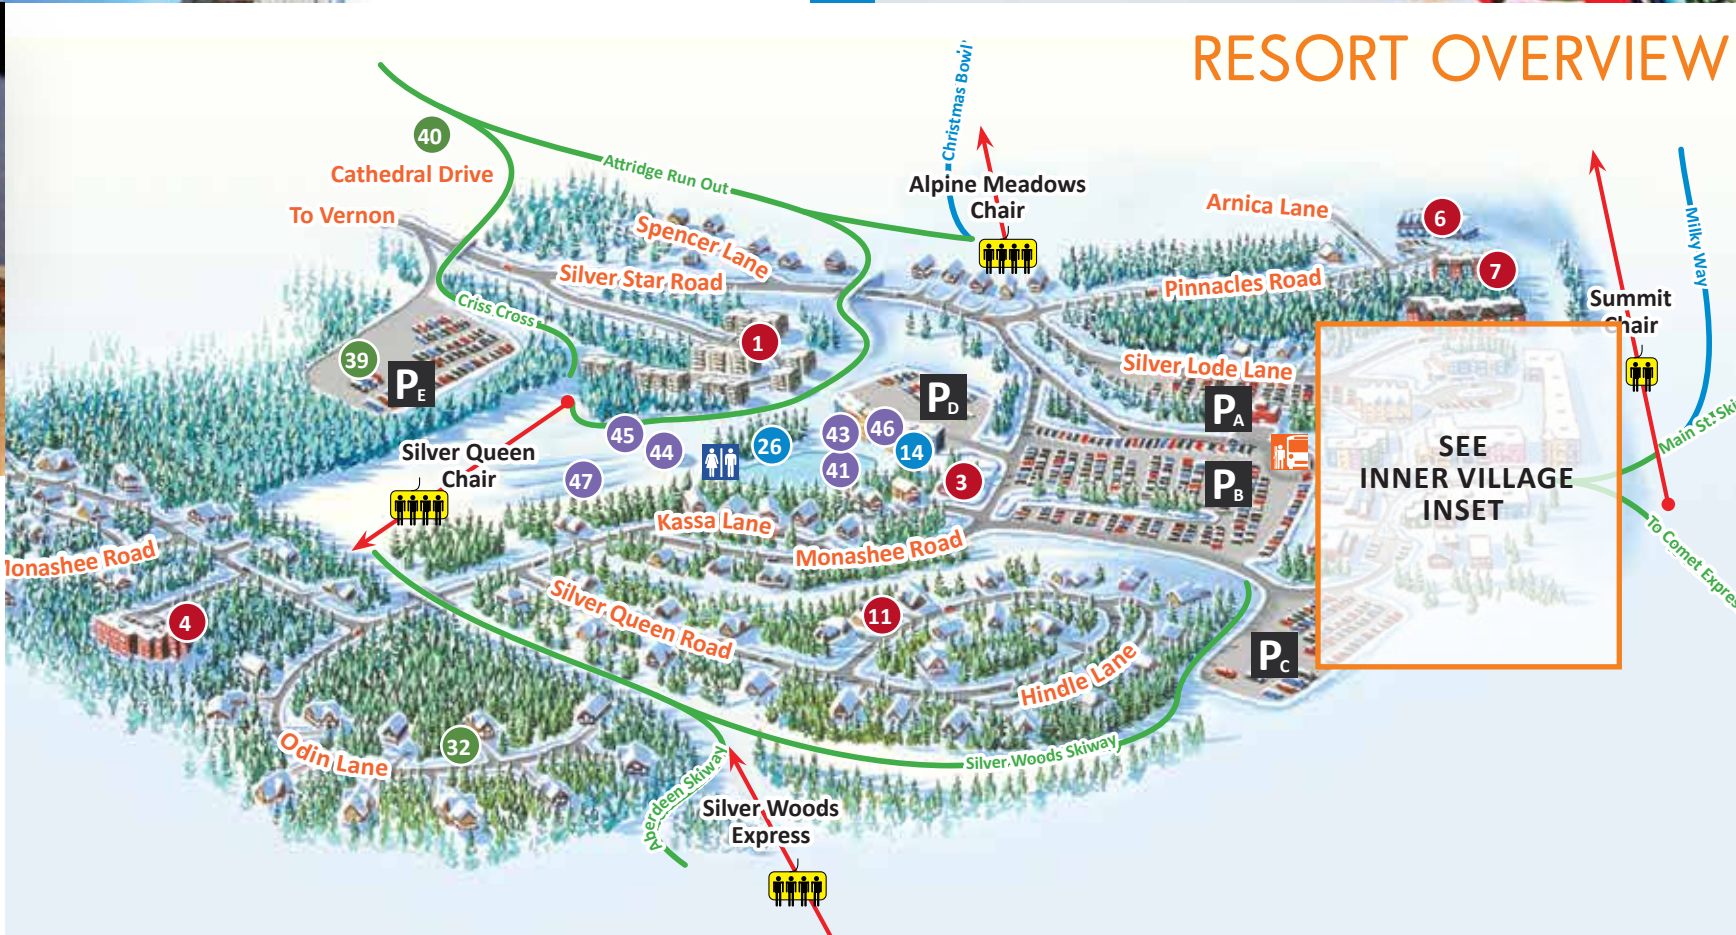 RESORT OVERVIEW
40
Cathedral Drive
To Vernon
Attridge Run Out
Christmas Bowl
Alpine Meadows
Chair
Arnica Lane
6
7
Spencer Lane
Silver Star Road
Pinnacles Road
Milky Way
Summit
Chair
Criss Cross
1
39
PE
Silver Lode Lane
PD
PA
Main St. Ski
45
44
26
43
46
14
41
47
3
PB
SEE
INNER VILLAGE
INSET
Silver Queen
Chair
Kassa Lane
Monashee Road
Monashee Road
To Comet Express
4
Silver Queen Road
11
PC
Hindle Lane
Odin Lane
32
Silver Woods Skiway
Aberdeen Skiway
Silver Woods
Express